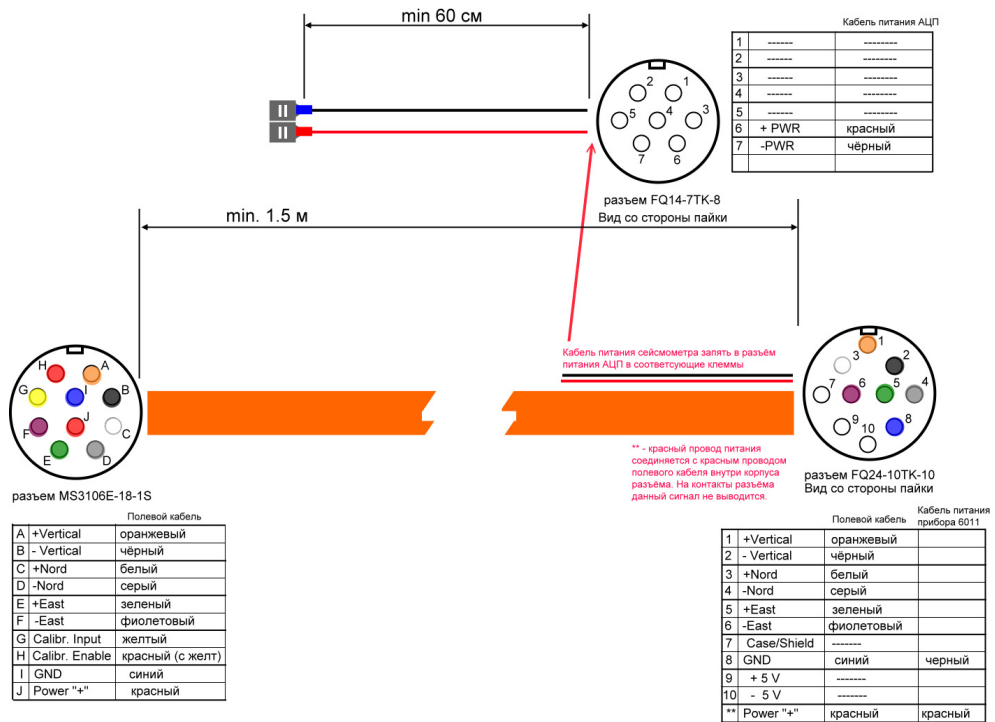 min 60 см
Кабель питания АЦП
1 ------ --------
2 ------ --------
3 ------ --------
4 ------ --------
5 ------ --------
6 + PWR красный
7 -PWR чёрный
2 1
5 4 3
7 6
разъем FQ14-7TK-8
Вид со стороны пайки
min. 1.5 м
Кабель питания сейсмометра запять в разъём
питания АЦП в соответсующие клеммы
H A
G I B
F J C
E D
1
3 2
7 6 5 4
9 10 8
** - красный провод питания
соединяется с красным проводом
полевого кабеля внутри корпуса
разъёма. На контакты разъёма
данный сигнал не выводится.
разъем FQ24-10TK-10
Вид со стороны пайки
разъем MS3106E-18-1S
Полевой кабель
A +Vertical оранжевый
B - Vertical чёрный
C +Nord белый
D -Nord серый
E +East зеленый
F -East фиолетовый
G Calibr. Input желтый
H Calibr. Enable красный (с желт)
I GND синий
J Power "+" красный
Полевой кабель
Кабель питания
прибора 6011
1 +Vertical оранжевый
2 - Vertical чёрный
3 +Nord белый
4 -Nord серый
5 +East зеленый
6 -East фиолетовый
7 Case/Shield -------
8 GND синий черный
9 + 5 V -------
10 - 5 V -------
** Power "+" красный красный